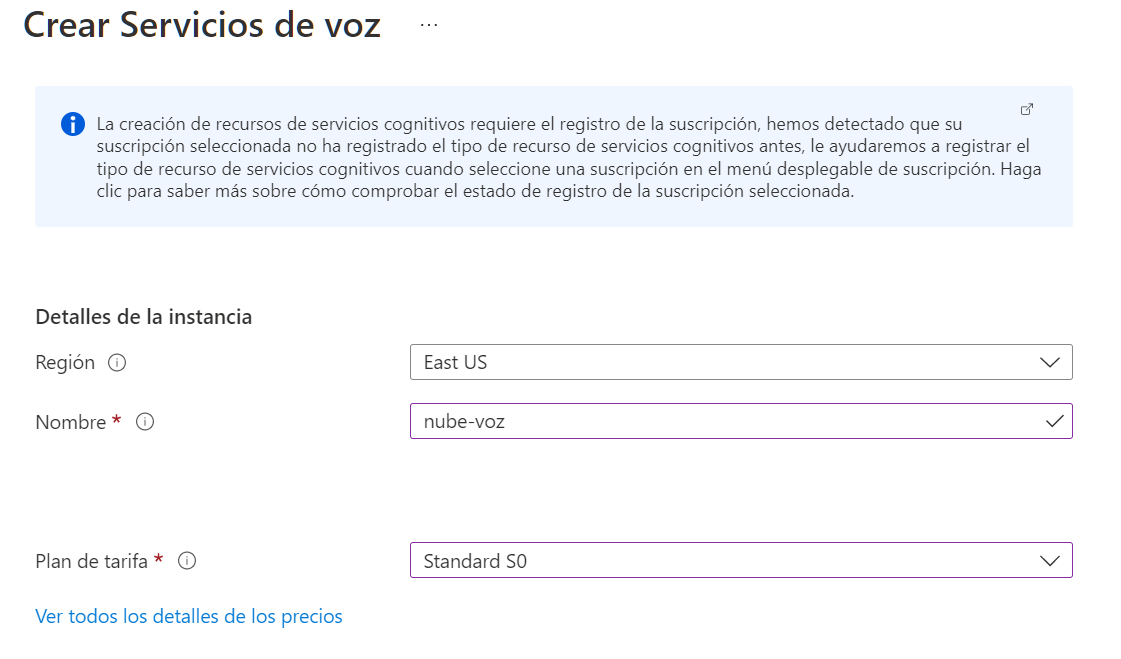 Crear Servicios de voz ...
La creación de recursos de servicios cognitivos requiere el registro de la suscripción, hemos detectado que su
suscripción seleccionada no ha registrado el tipo de recurso de servicios cognitivos antes, le ayudaremos a registrar el
tipo de recurso de servicios cognitivos cuando seleccione una suscripción en el menú desplegable de suscripción. Haga
clic para saber más sobre cómo comprobar el estado de registro de la suscripción seleccionada.
Detalles de la instancia
Región East US
Nombre * nube-voz
Plan de tarifa * Standard S0
Ver todos los detalles de los precios